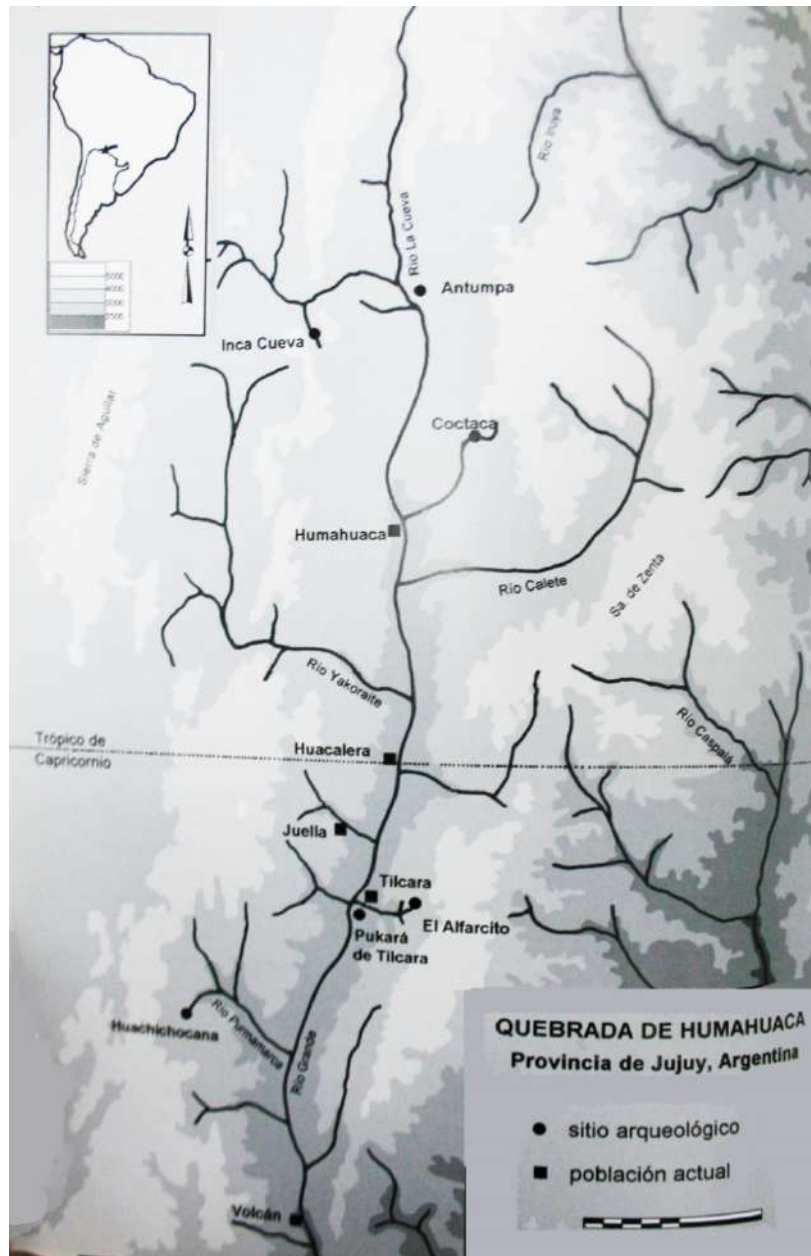 5000
4000
Río Iruya
Río La Cueva
Antumpa
Inca Cueva
Sierra de Aguilar
Coctaca
Humahuaca
Río Calete
Sa. de Zenta
Río Yakoraite
Río Caspalá
Trópico de
Capricornio
Huacalera
Juella
Tilcara
El Alfarcito
Pukará
de Tilcara
Huachichocana
Río Purmamarca
Río Grande
Volcán
QUEBRADA DE HUMAHUACA
Provincia de Jujuy, Argentina
sitio arqueológico
población actual